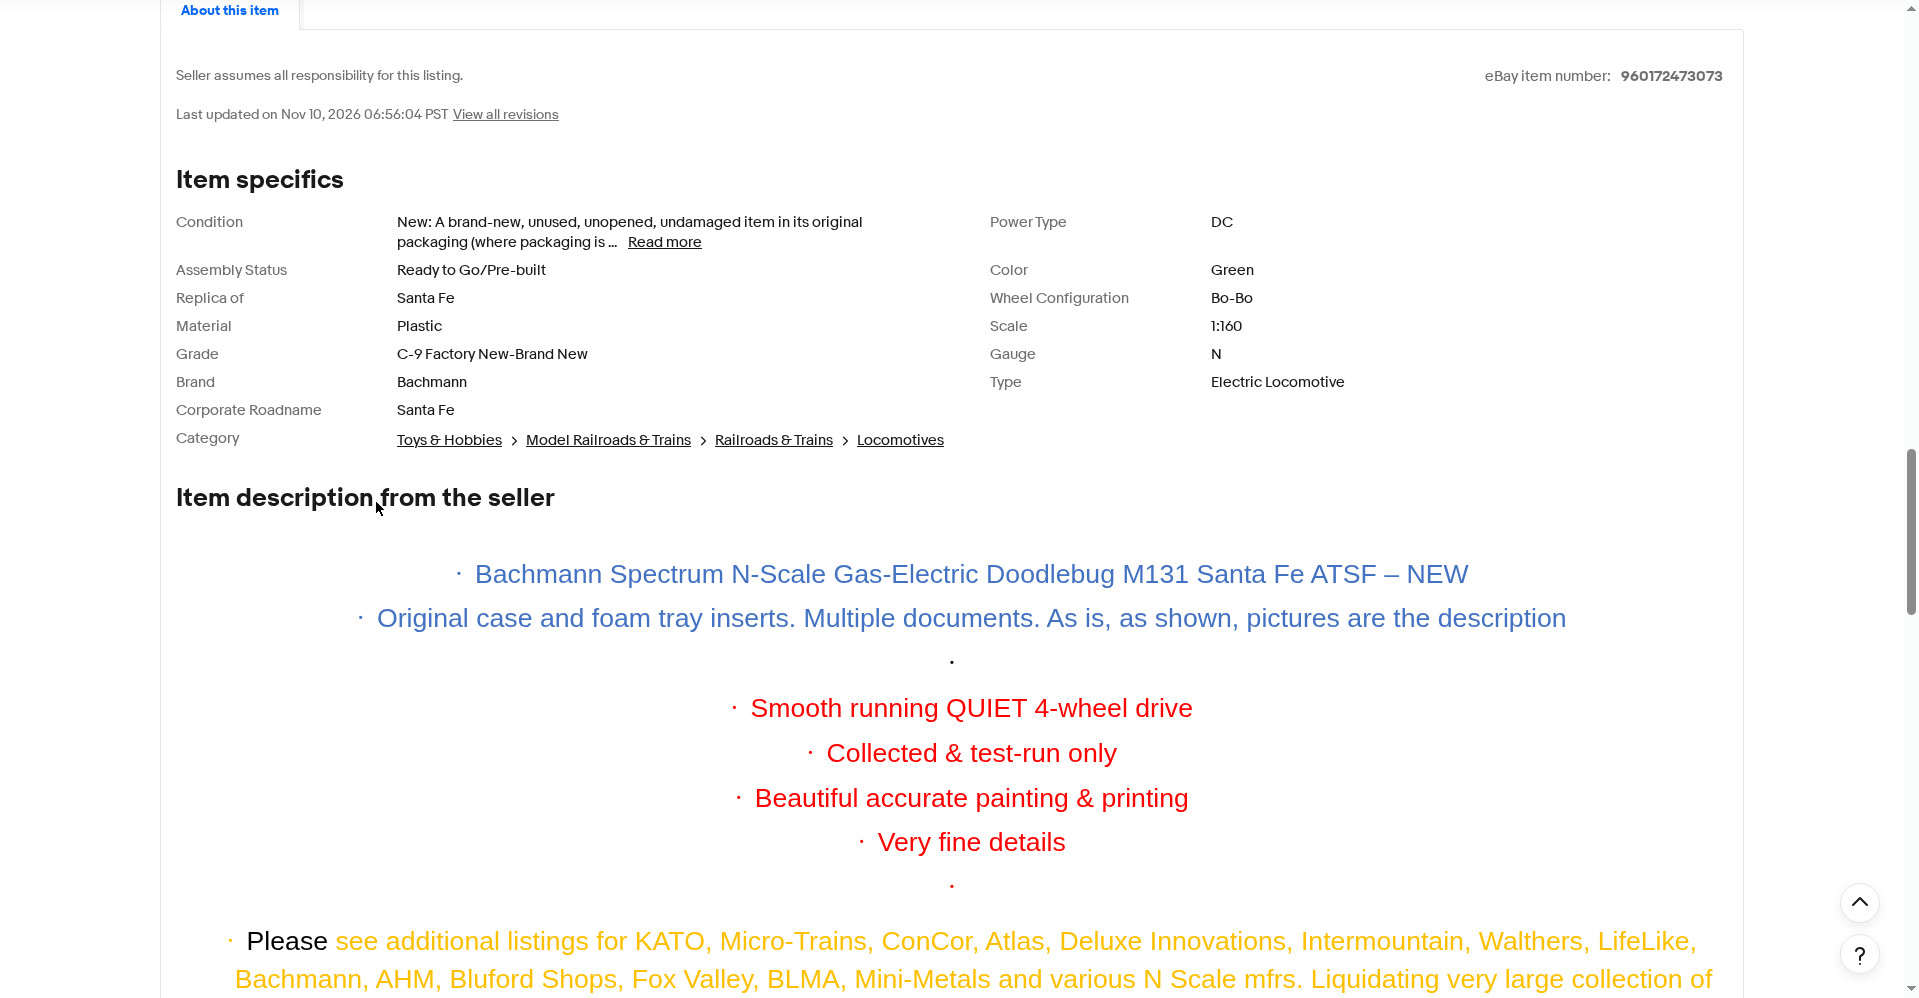 About this item
Seller assumes all responsibility for this listing.
eBay item number: 960172473073
Last updated on Nov 10, 2026 06:56:04 PST View all revisions
Item specifics
Condition
New: A brand-new, unused, unopened, undamaged item in its original
packaging (where packaging is ... Read more
Power Type
DC
Assembly Status
Ready to Go/Pre-built
Color
Green
Replica of
Santa Fe
Wheel Configuration
Bo-Bo
Material
Plastic
Scale
1:160
Grade
C-9 Factory New-Brand New
Gauge
N
Brand
Bachmann
Type
Electric Locomotive
Corporate Roadname
Santa Fe
Category
Toys & Hobbies > Model Railroads & Trains > Railroads & Trains > Locomotives
Item description from the seller
· Bachmann Spectrum N-Scale Gas-Electric Doodlebug M131 Santa Fe ATSF – NEW
· Original case and foam tray inserts. Multiple documents. As is, as shown, pictures are the description
·
· Smooth running QUIET 4-wheel drive
· Collected & test-run only
· Beautiful accurate painting & printing
· Very fine details
·
· Please see additional listings for KATO, Micro-Trains, ConCor, Atlas, Deluxe Innovations, Intermountain, Walthers, LifeLike,
Bachmann, AHM, Bluford Shops, Fox Valley, BLMA, Mini-Metals and various N Scale mfrs. Liquidating very large collection of
?